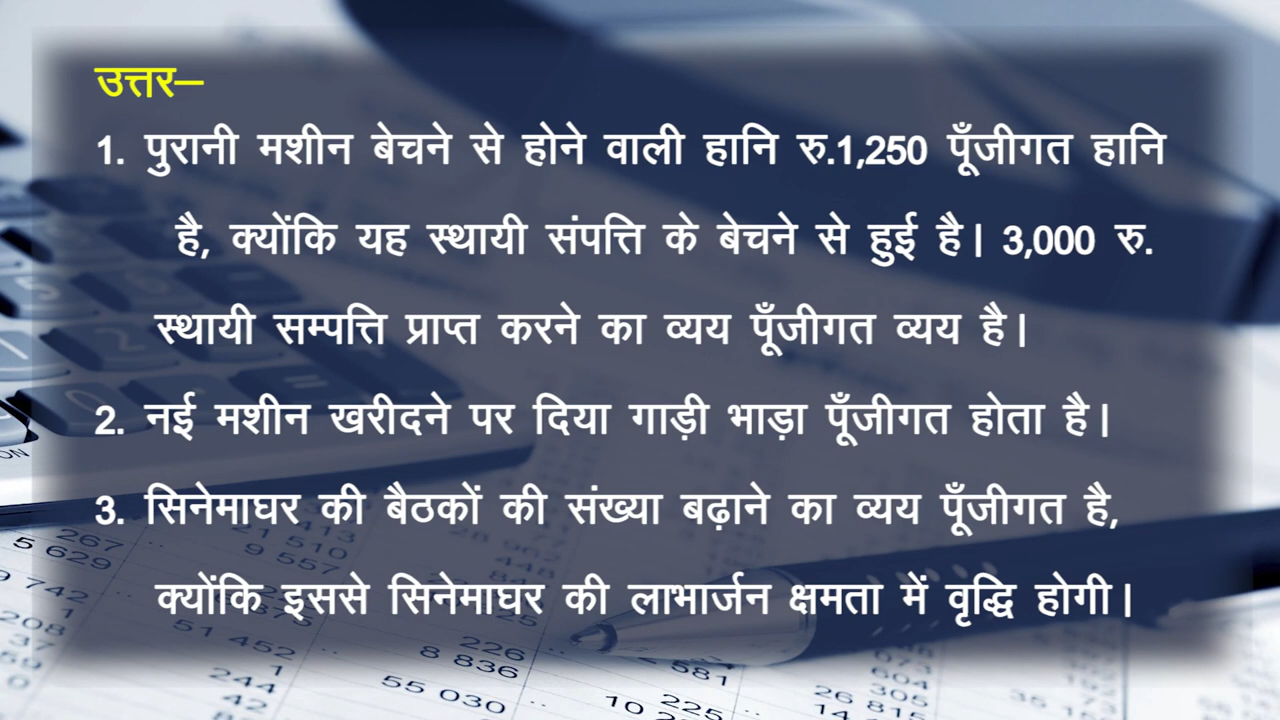 उत्तर–
1. पुरानी मशीन बेचने से होने वाली हानि रु.1,250 पूँजीगत हानि
है, क्योंकि यह स्थायी संपत्ति के बेचने से हुई है। 3,000 रु.
स्थायी सम्पत्ति प्राप्त करने का व्यय पूँजीगत व्यय है।
2. नई मशीन खरीदने पर दिया गाड़ी भाड़ा पूँजीगत होता है।
3. सिनेमाघर की बैठकों की संख्या बढ़ाने का व्यय पूँजीगत है,
क्योंकि इससे सिनेमाघर की लाभार्जन क्षमता में वृद्धि होगी।